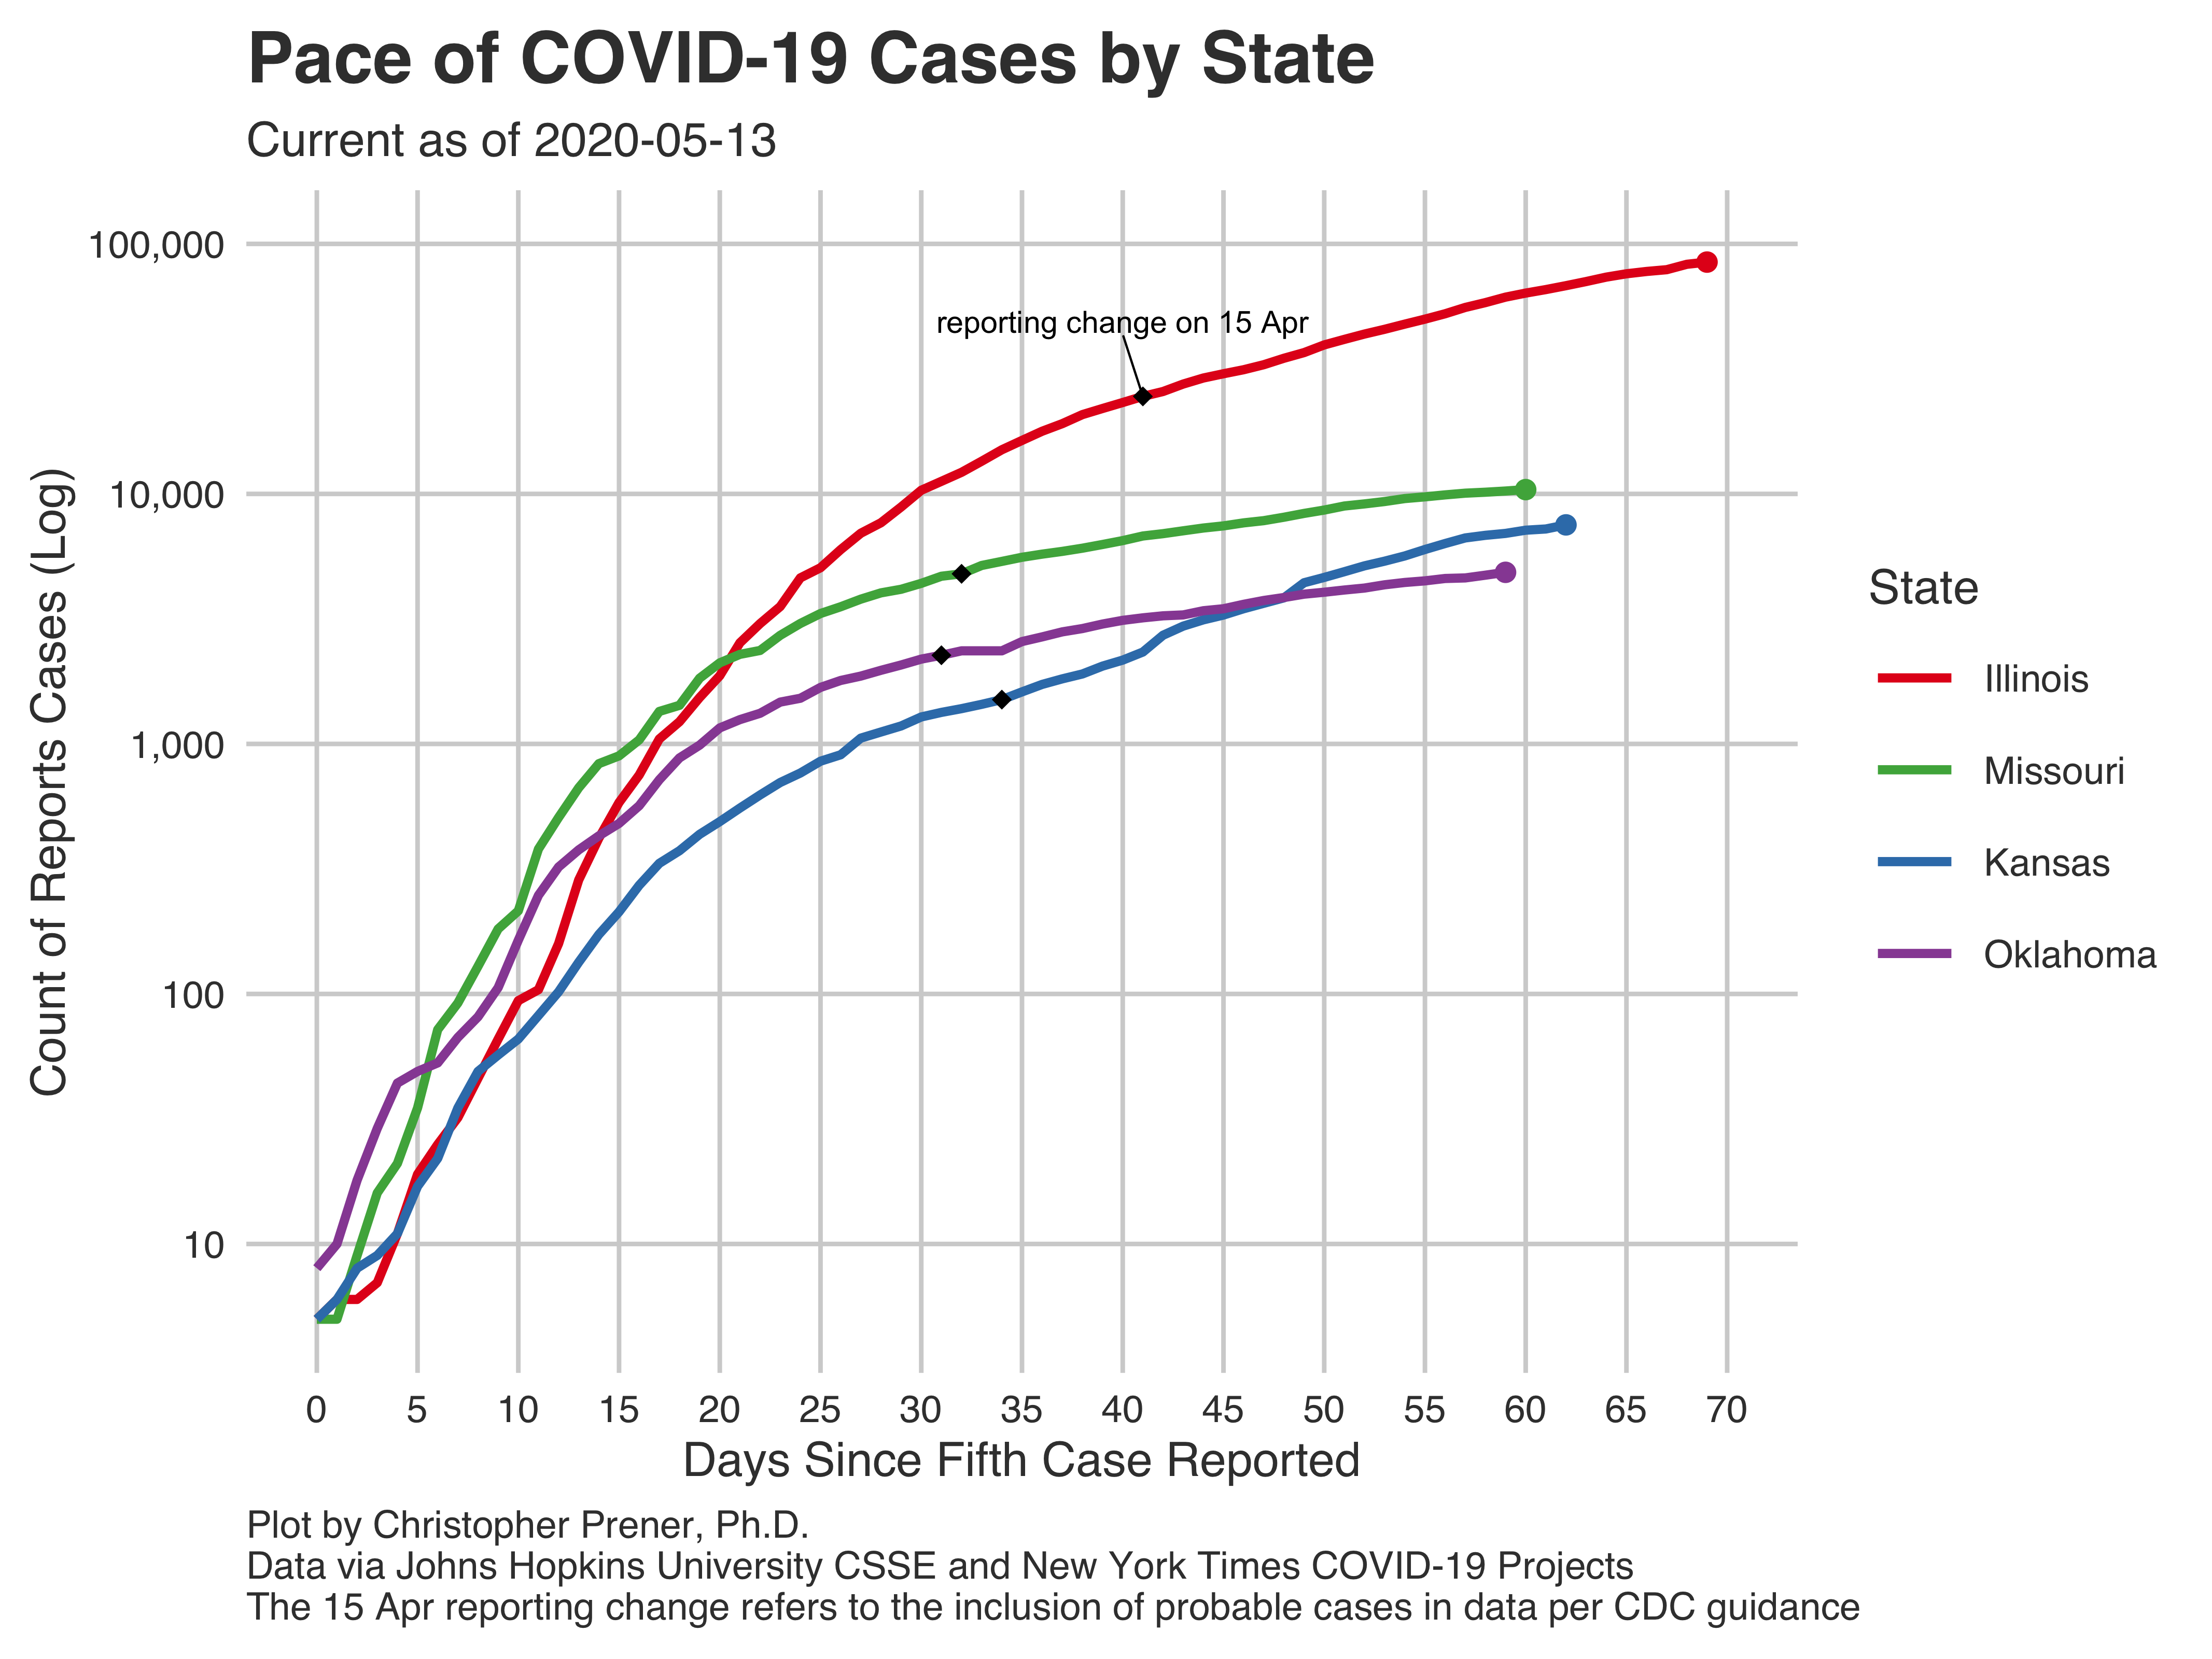 Pace of COVID-19 Cases by State
Current as of 2020-05-13
100,000
10,000
1,000
100
10
Count of Reports Cases (Log)
reporting change on 15 Apr
State
Illinois
Missouri
Kansas
Oklahoma
0 5 10 15 20 25 30 35 40 45 50 55 60 65 70
Days Since Fifth Case Reported
Plot by Christopher Prener, Ph.D.
Data via Johns Hopkins University CSSE and New York Times COVID-19 Projects
The 15 Apr reporting change refers to the inclusion of probable cases in data per CDC guidance